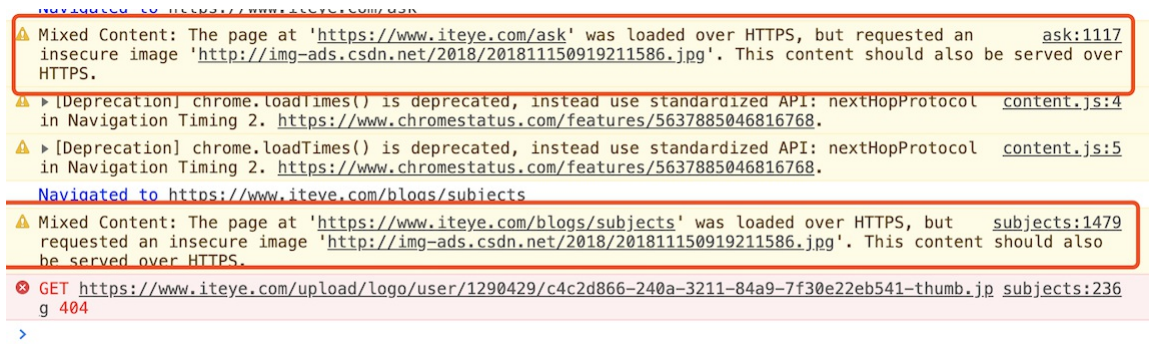 Navigated to https://www.iteye.com/ask
Mixed Content: The page at 'https://www.iteye.com/ask' was loaded over HTTPS, but requested an ask:1117
insecure image 'http://img-ads.csdn.net/2018/201811150919211586.jpg'. This content should also be served over
HTTPS.
[Deprecation] chrome.loadTimes() is deprecated, instead use standardized API: nextHopProtocol content.js:4
in Navigation Timing 2. https://www.chromestatus.com/features/5637885046816768.
[Deprecation] chrome.loadTimes() is deprecated, instead use standardized API: nextHopProtocol content.js:5
in Navigation Timing 2. https://www.chromestatus.com/features/5637885046816768.
Navigated to https://www.iteye.com/blogs/subjects
Mixed Content: The page at 'https://www.iteye.com/blogs/subjects' was loaded over HTTPS, but subjects:1479
requested an insecure image 'http://img-ads.csdn.net/2018/201811150919211586.jpg'. This content should also
be served over HTTPS.
GET https://www.iteye.com/upload/logo/user/1290429/c4c2d866-240a-3211-84a9-7f30e22eb541-thumb.jp subjects:236
g 404